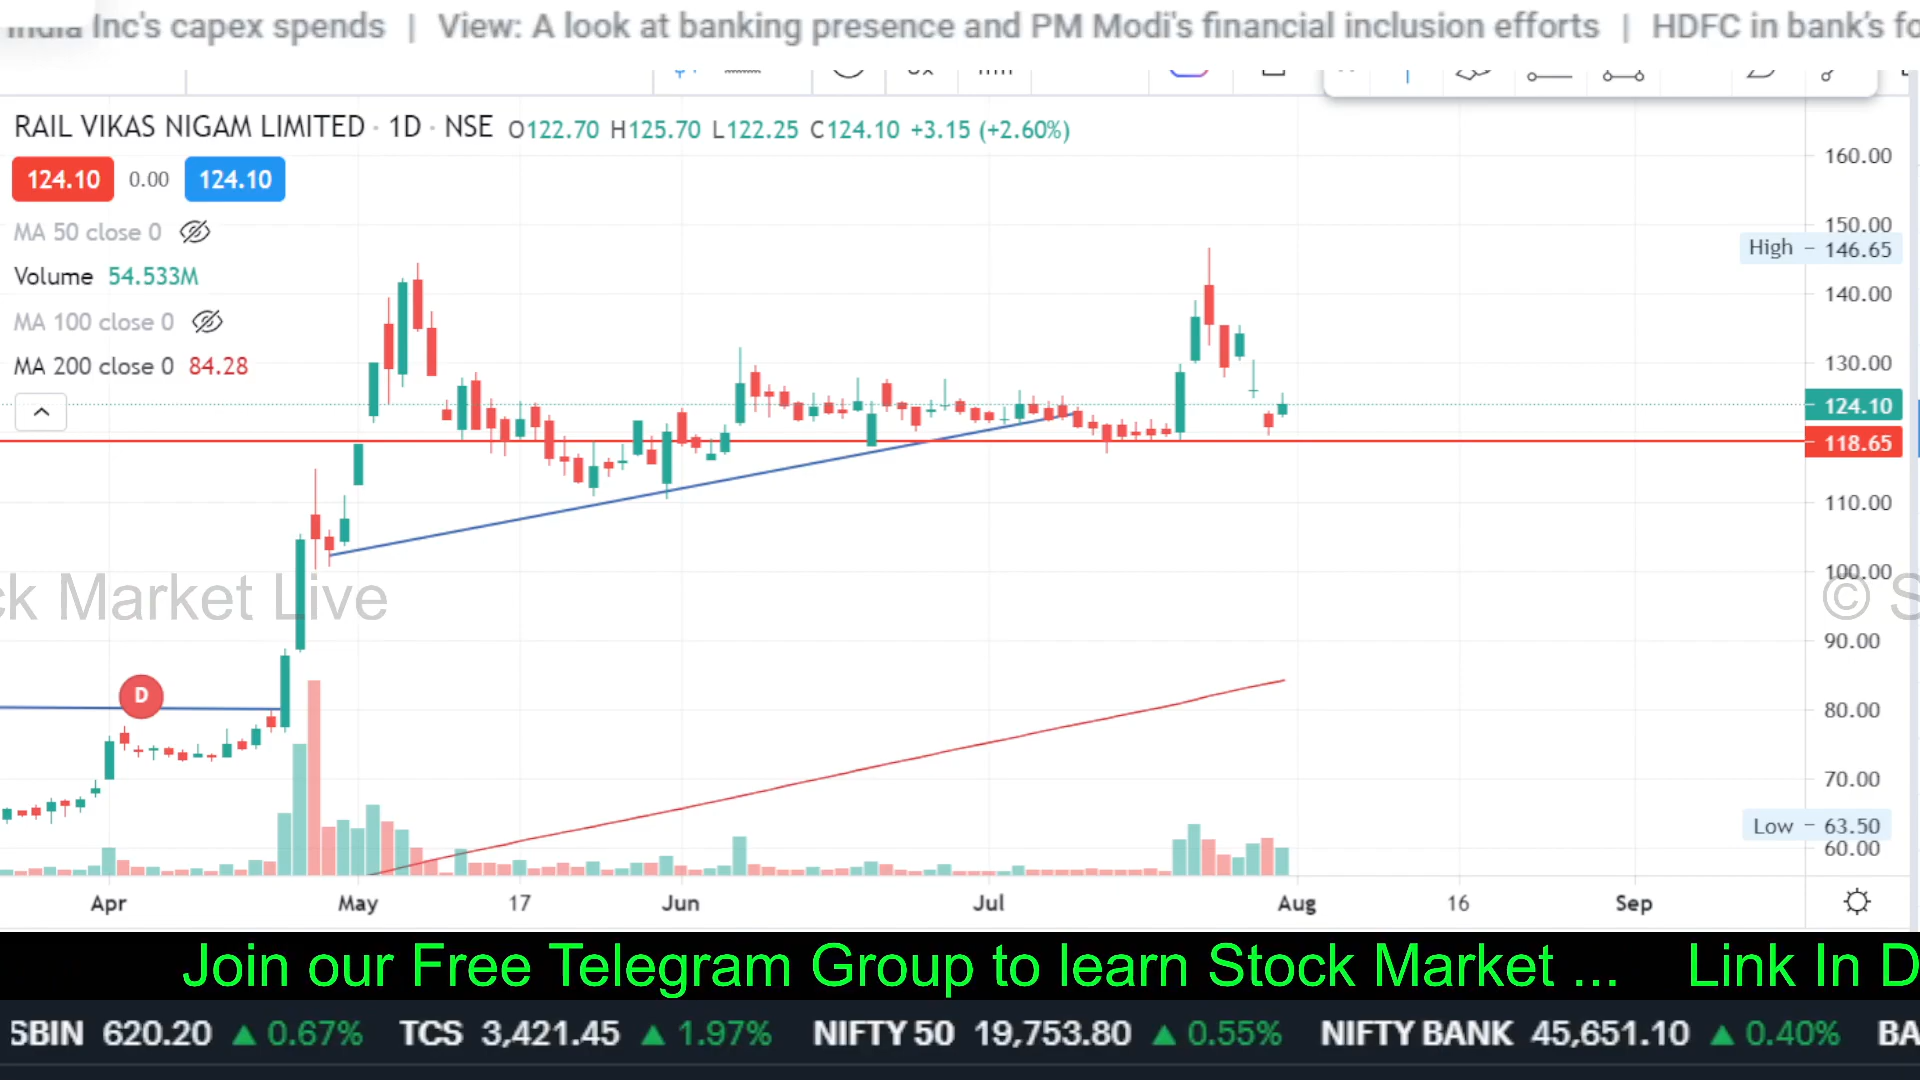 Inc's capex spends | View: A look at banking presence and PM Modi's financial inclusion efforts | HDFC in bank's
RAIL VIKAS NIGAM LIMITED · 1D · NSE O122.70 H125.70 L122.25 C124.10 +3.15 (+2.60%)
124.10 0.00 124.10
MA 50 close 0
Volume 54.533M
MA 100 close 0
MA 200 close 0 84.28
160.00
150.00
High 146.65
140.00
130.00
124.10
118.65
110.00
100.00
90.00
80.00
70.00
Low 63.50
60.00
Market Live
©
D
Apr May 17 Jun Jul Aug 16 Sep
Join our Free Telegram Group to learn Stock Market ... Link In D
SBIN 620.20 ▲ 0.67% TCS 3,421.45 ▲ 1.97% NIFTY 50 19,753.80 ▲ 0.55% NIFTY BANK 45,651.10 ▲ 0.40% BA